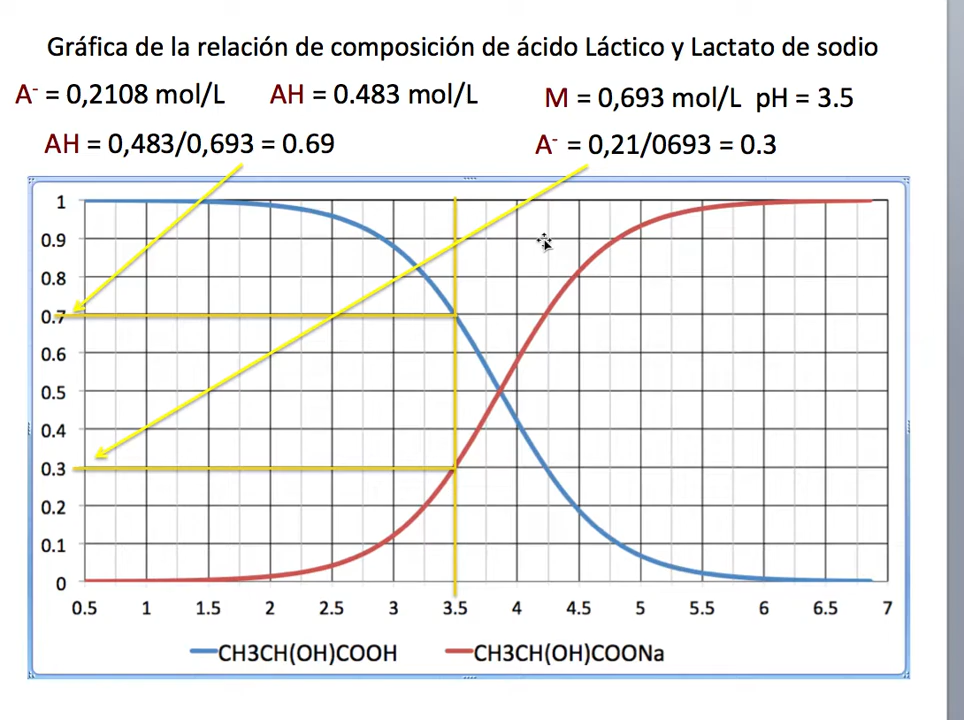 Gráfica de la relación de composición de ácido Láctico y Lactato de sodio
A- = 0,2108 mol/L AH = 0.483 mol/L M = 0,693 mol/L pH = 3.5
AH = 0,483/0,693 = 0.69 A- = 0,21/0693 = 0.3
1
0.9
0.8
0.7
0.6
0.5
0.4
0.3
0.2
0.1
0
0.5 1 1.5 2 2.5 3 3.5 4 4.5 5 5.5 6 6.5 7
CH3CH(OH)COOH CH3CH(OH)COONa